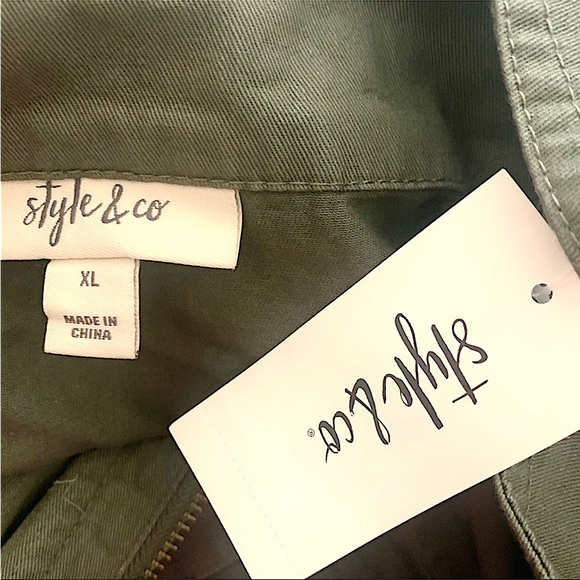 style & co
XL
MADE IN
CHINA
style & co®